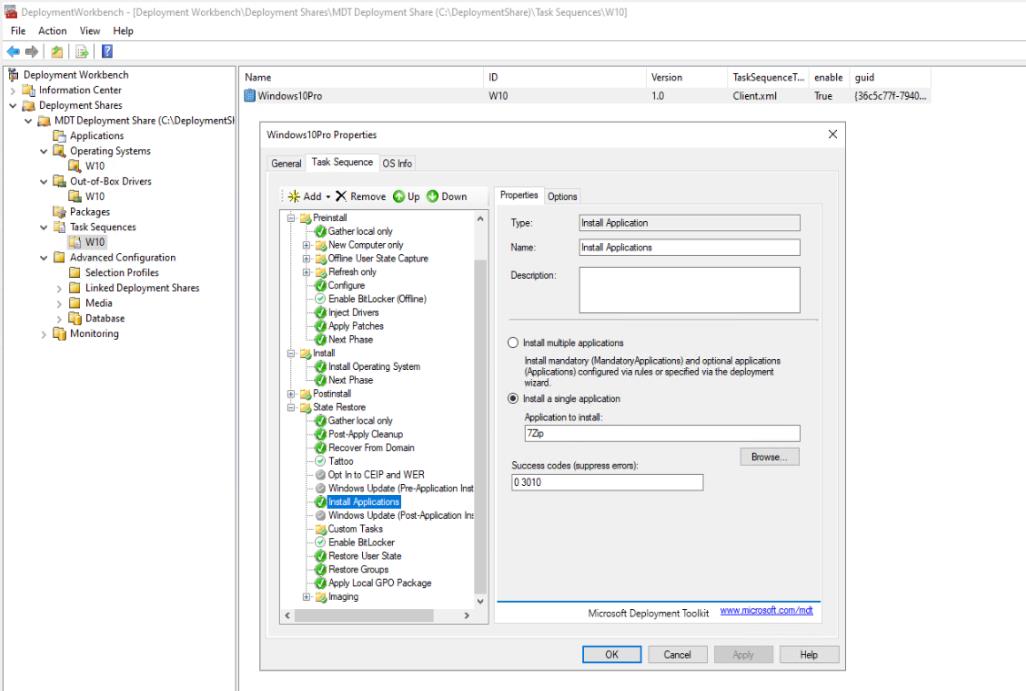 DeploymentWorkbench - [Deployment Workbench\Deployment Shares\MDT Deployment Share (C:\DeploymentShare)\Task Sequences\W10]
File Action View Help
Deployment Workbench
Information Center
Deployment Shares
MDT Deployment Share (C:\DeploymentSh
Applications
Operating Systems
W10
Out-of-Box Drivers
W10
Packages
Task Sequences
W10
Advanced Configuration
Selection Profiles
Linked Deployment Shares
Media
Database
Monitoring
Name ID Version TaskSequenceT... enable guid
Windows10Pro W10 1.0 Client.xml True {36c5c77f-7940...
Windows10Pro Properties
General Task Sequence OS Info
Add Remove Up Down
Preinstall
Gather local only
New Computer only
Offline User State Capture
Refresh only
Configure
Enable BitLocker (Offline)
Inject Drivers
Apply Patches
Next Phase
Install
Install Operating System
Next Phase
Postinstall
State Restore
Gather local only
Post-Apply Cleanup
Recover From Domain
Tattoo
Opt In to CEIP and WER
Windows Update (Pre-Application Inst
Install Applications
Windows Update (Post-Application Ins
Custom Tasks
Enable BitLocker
Restore User State
Restore Groups
Apply Local GPO Package
Imaging
Properties Options
Type: Install Application
Name: Install Applications
Description:
Install multiple applications
Install mandatory (MandatoryApplications) and optional applications
(Applications) configured via rules or specified via the deployment
wizard.
Install a single application
Application to install:
7Zip
Browse...
Success codes (suppress errors):
0 3010
Microsoft Deployment Toolkit www.microsoft.com/mdt
OK Cancel Apply Help